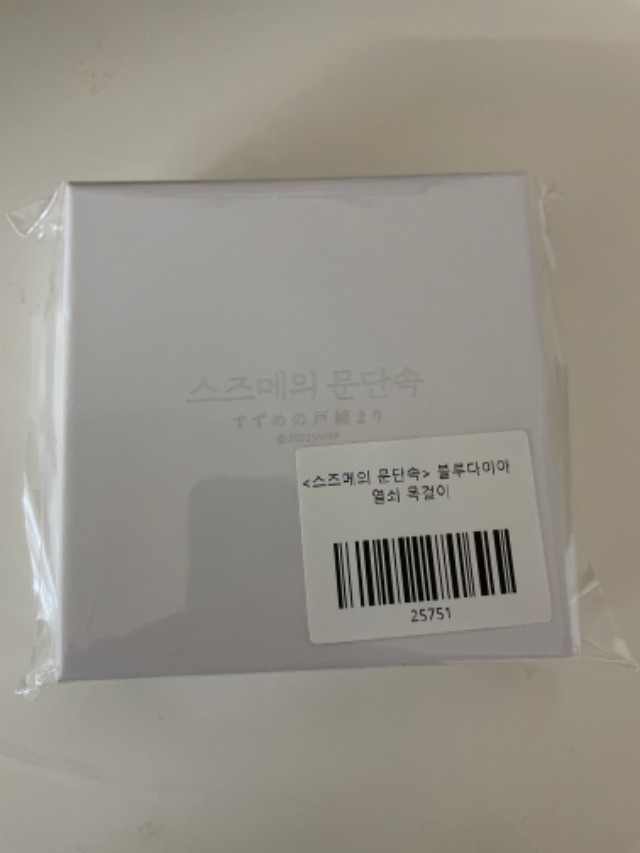 스즈메의 문단속
すずめの戸締まり
<스즈메의 문단속> 블루다이아
열쇠 목걸이
25751